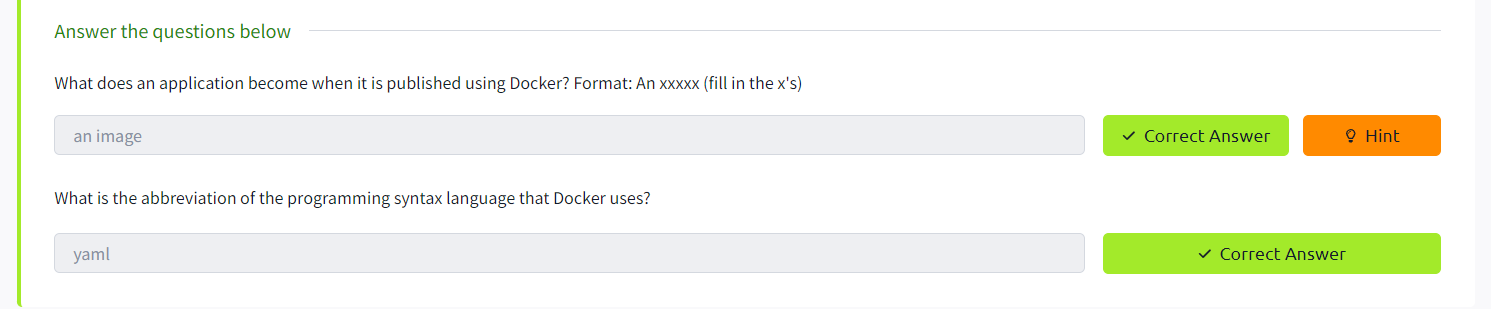 Answer the questions below
What does an application become when it is published using Docker? Format: An xxxxx (fill in the x's)
an image
Correct Answer
Hint
What is the abbreviation of the programming syntax language that Docker uses?
yaml
Correct Answer